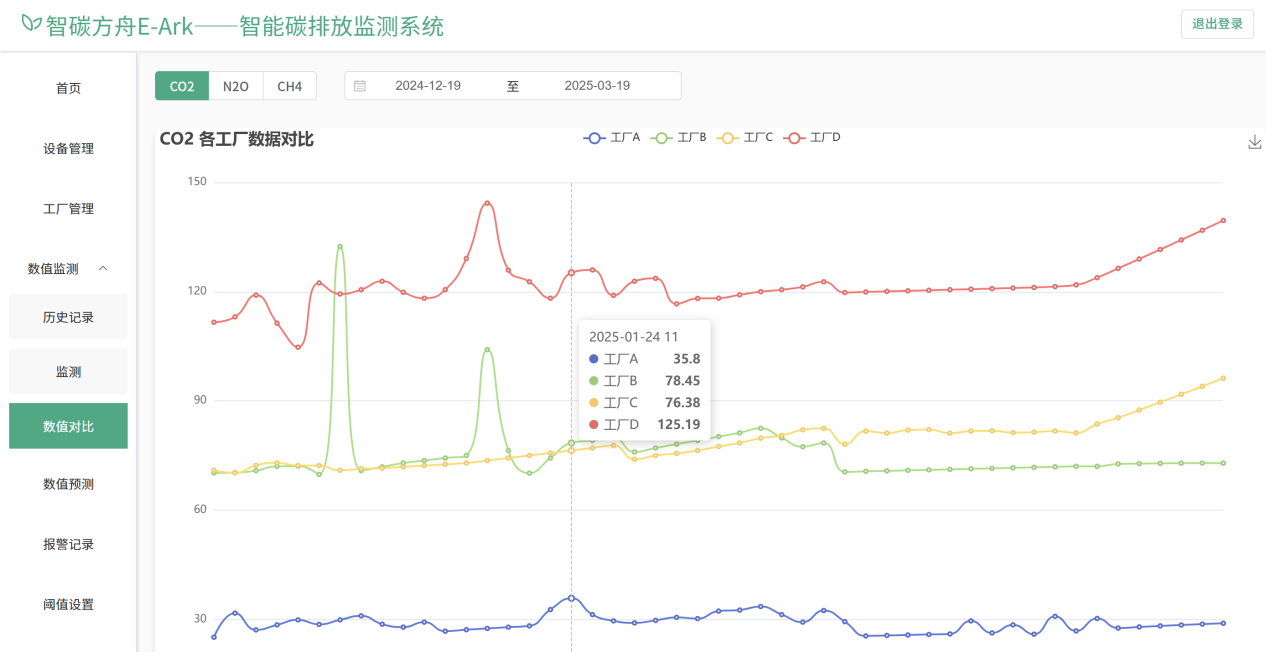 智碳方舟E-Ark——智能碳排放监测系统
退出登录
首页
设备管理
工厂管理
数值监测
历史记录
监测
数值对比
数值预测
报警记录
阈值设置
CO2 N2O CH4
2024-12-19 至 2025-03-19
CO2 各工厂数据对比
工厂A 工厂B 工厂C 工厂D
150
120
90
60
30
2025-01-24 11
工厂A 35.8
工厂B 78.45
工厂C 76.38
工厂D 125.19